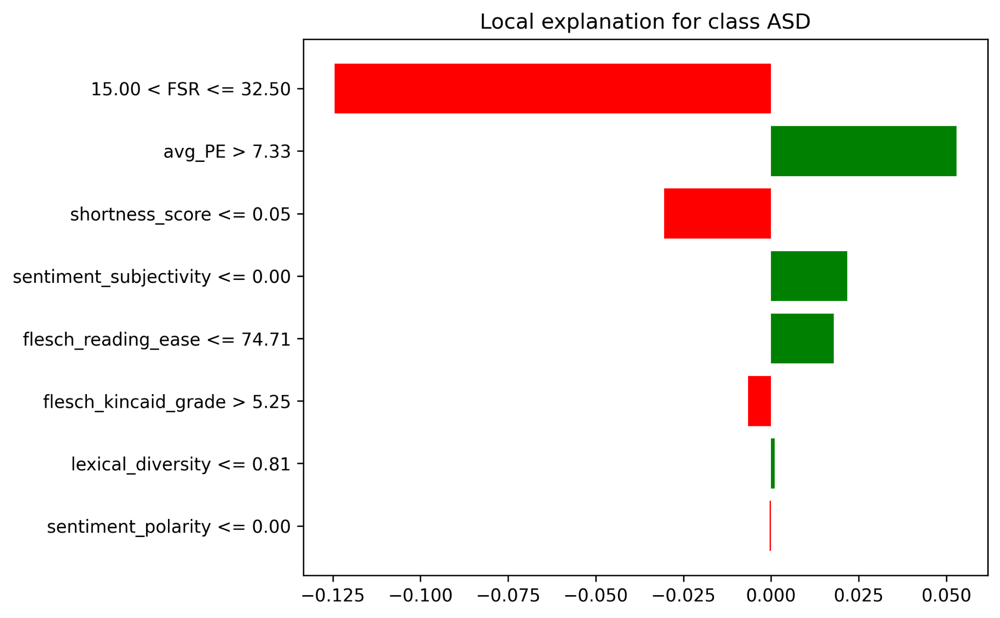 Local explanation for class ASD
15.00 < FSR <= 32.50
avg_PE > 7.33
shortness_score <= 0.05
sentiment_subjectivity <= 0.00
flesch_reading_ease <= 74.71
flesch_kincaid_grade > 5.25
lexical_diversity <= 0.81
sentiment_polarity <= 0.00
−0.125 −0.100 −0.075 −0.050 −0.025 0.000 0.025 0.050